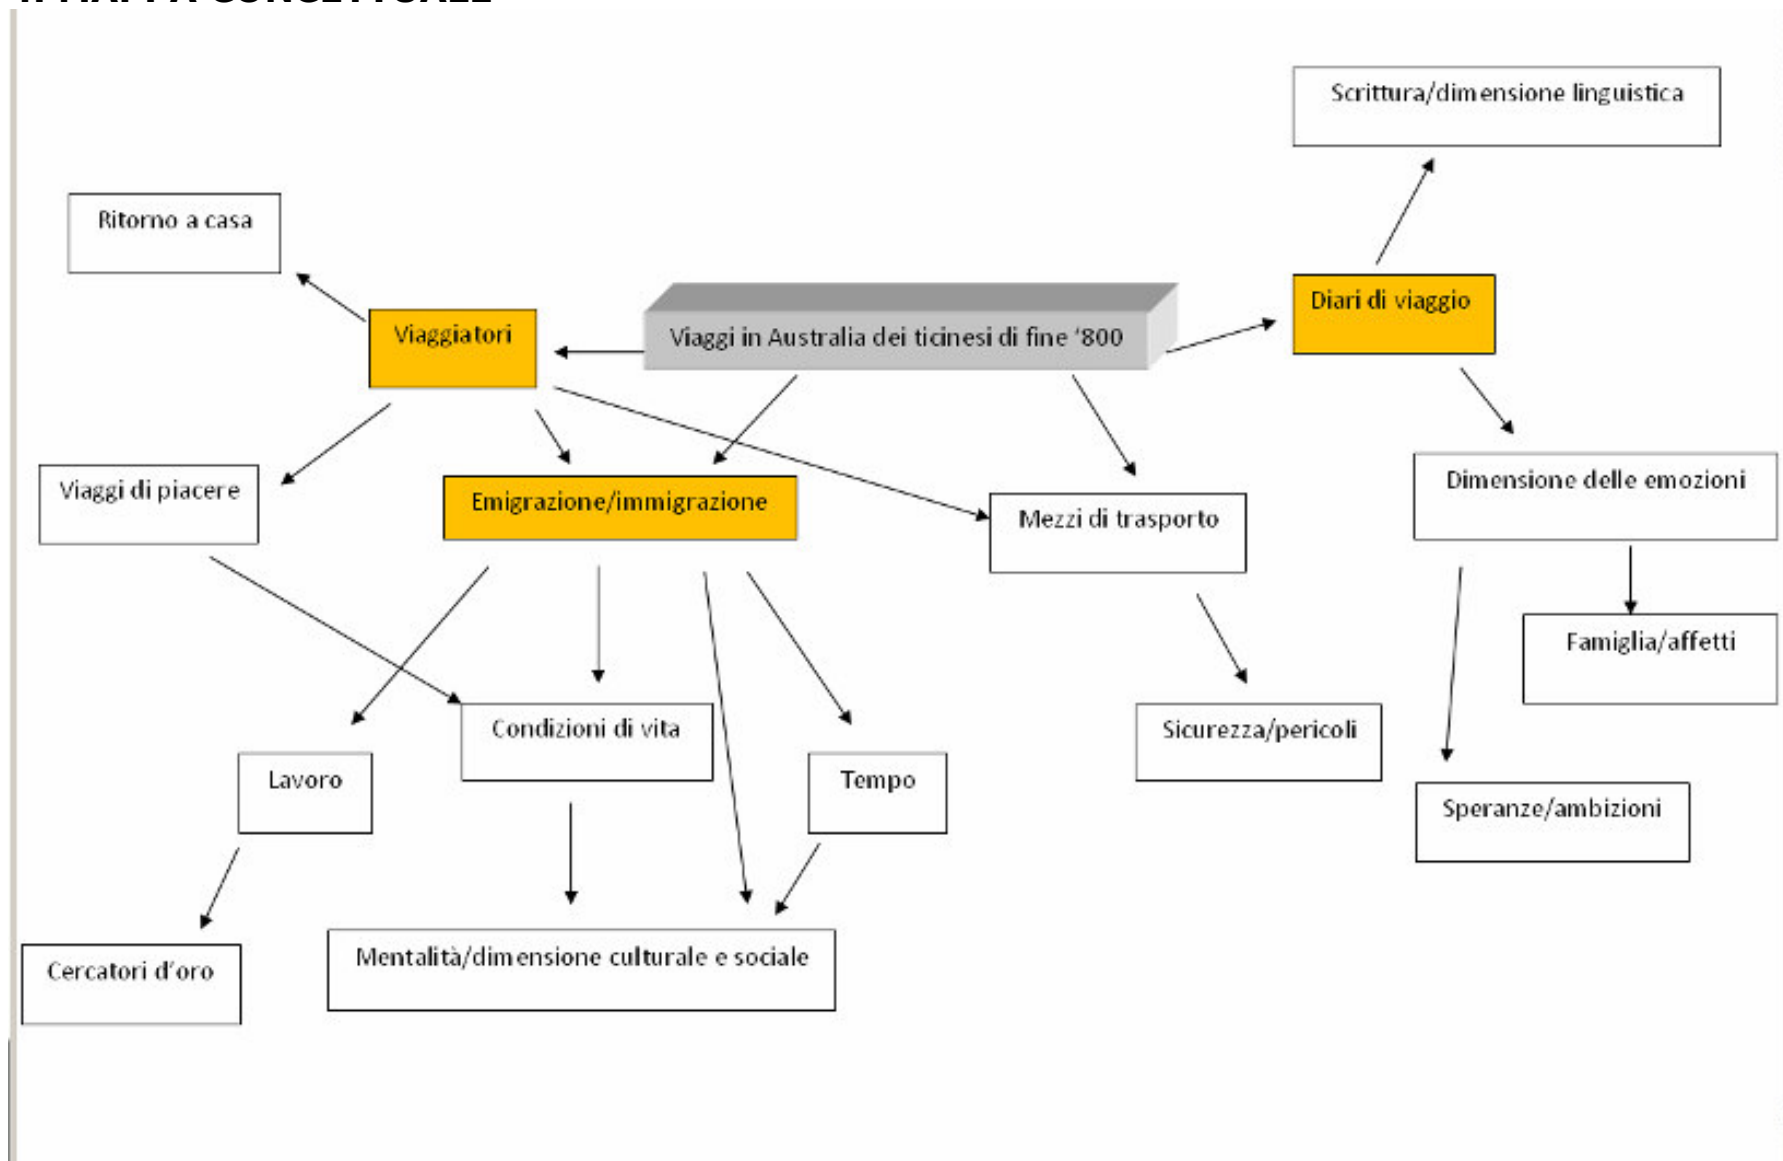 MAPPA CONCETTUALE
Scrittura/dimensione linguistica
Ritorno a casa
Diari di viaggio
Viaggiatori
Viaggi in Australia dei ticinesi di fine ‘800
Viaggi di piacere
Emigrazione/immigrazione
Mezzi di trasporto
Dimensione delle emozioni
Famiglia/affetti
Condizioni di vita
Sicurezza/pericoli
Lavoro
Tempo
Speranze/ambizioni
Cercatori d’oro
Mentalità/dimensione culturale e sociale